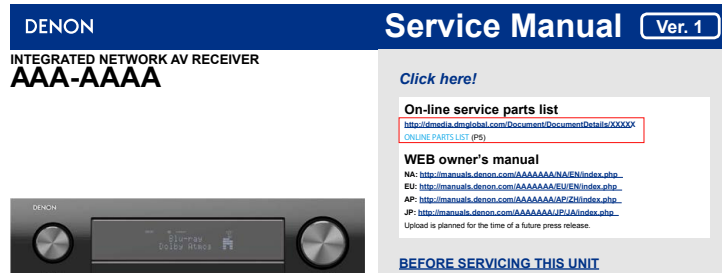 DENON
Service Manual
Ver. 1
INTEGRATED NETWORK AV RECEIVER
AAA-AAAA
Click here!
On-line service parts list
http://dmedia.dmglobal.com/Document/DocumentDetails/XXXXX
ONLINE PARTS LIST (P5)
WEB owner's manual
NA: http://manuals.denon.com/AAAAAAA/NA/EN/index.php
EU: http://manuals.denon.com/AAAAAAA/EU/EN/index.php
AP: http://manuals.denon.com/AAAAAAA/AP/ZH/index.php
JP: http://manuals.denon.com/AAAAAAA/JP/JA/index.php
Upload is planned for the time of a future press release.
DENON
Blu-ray
Dolby Atmos
BEFORE SERVICING THIS UNIT